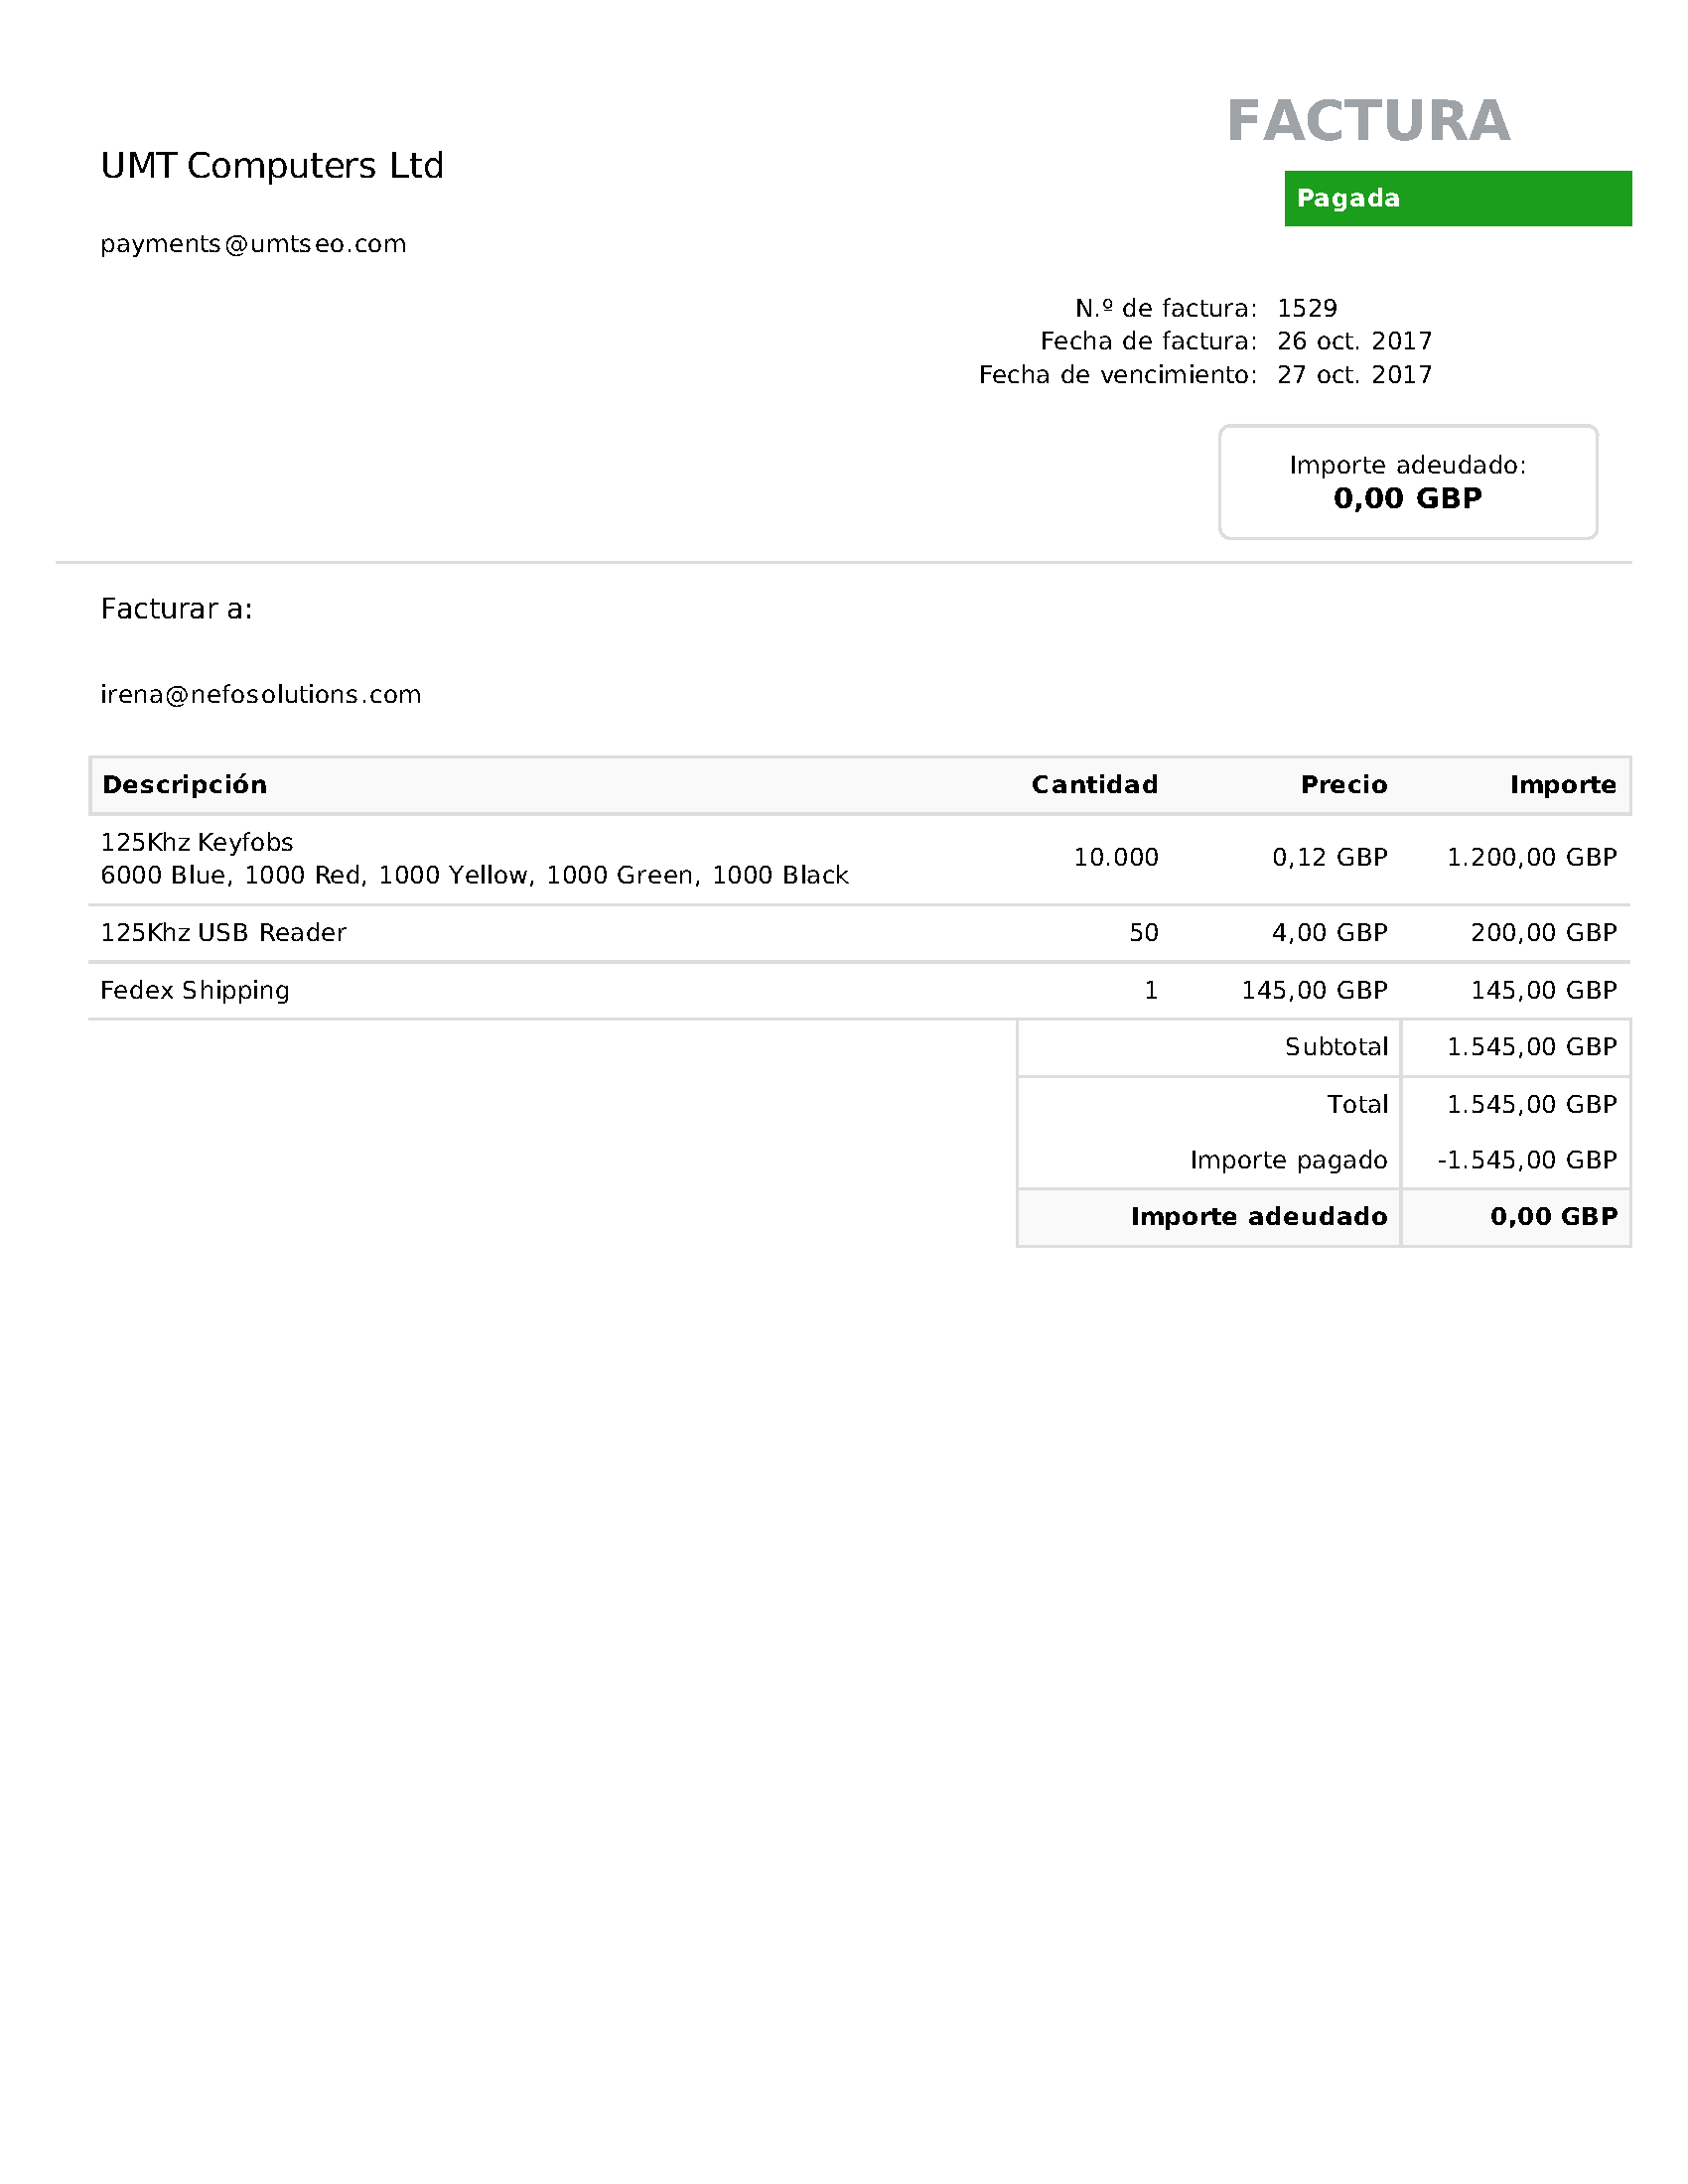 FACTURA
UMT Computers Ltd
Pagada
payments@umtseo.com
N.º de factura: 1529
Fecha de factura: 26 oct. 2017
Fecha de vencimiento: 27 oct. 2017
Importe adeudado:
0,00 GBP
Facturar a:
irena@nefosolutions.com
Descripción Cantidad Precio Importe
125Khz Keyfobs
6000 Blue, 1000 Red, 1000 Yellow, 1000 Green, 1000 Black 10.000 0,12 GBP 1.200,00 GBP
125Khz USB Reader 50 4,00 GBP 200,00 GBP
Fedex Shipping 1 145,00 GBP 145,00 GBP
Subtotal 1.545,00 GBP
Total 1.545,00 GBP
Importe pagado -1.545,00 GBP
Importe adeudado 0,00 GBP